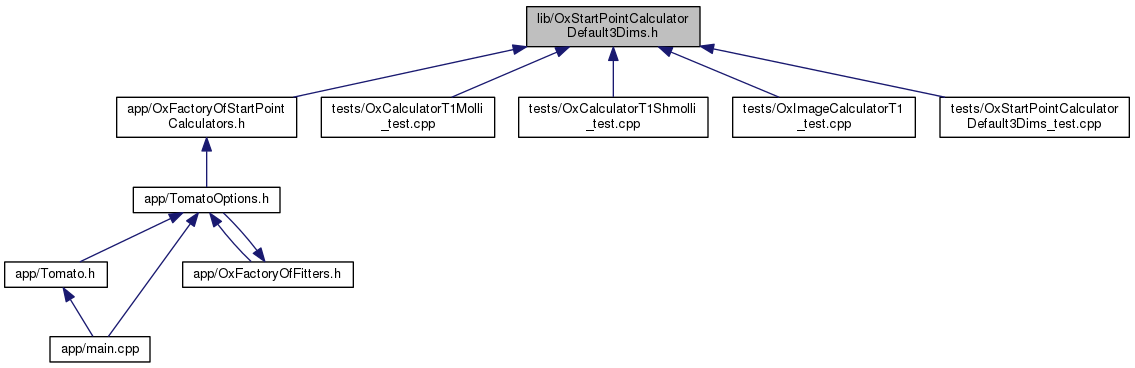 lib/OxStartPointCalculator
Default3Dims.h
app/OxFactoryOfStartPoint
Calculators.h
tests/OxCalculatorT1Molli
_test.cpp
tests/OxCalculatorT1Shmolli
_test.cpp
tests/OxImageCalculatorT1
_test.cpp
tests/OxStartPointCalculator
Default3Dims_test.cpp
app/TomatoOptions.h
app/Tomato.h
app/OxFactoryOfFitters.h
app/main.cpp